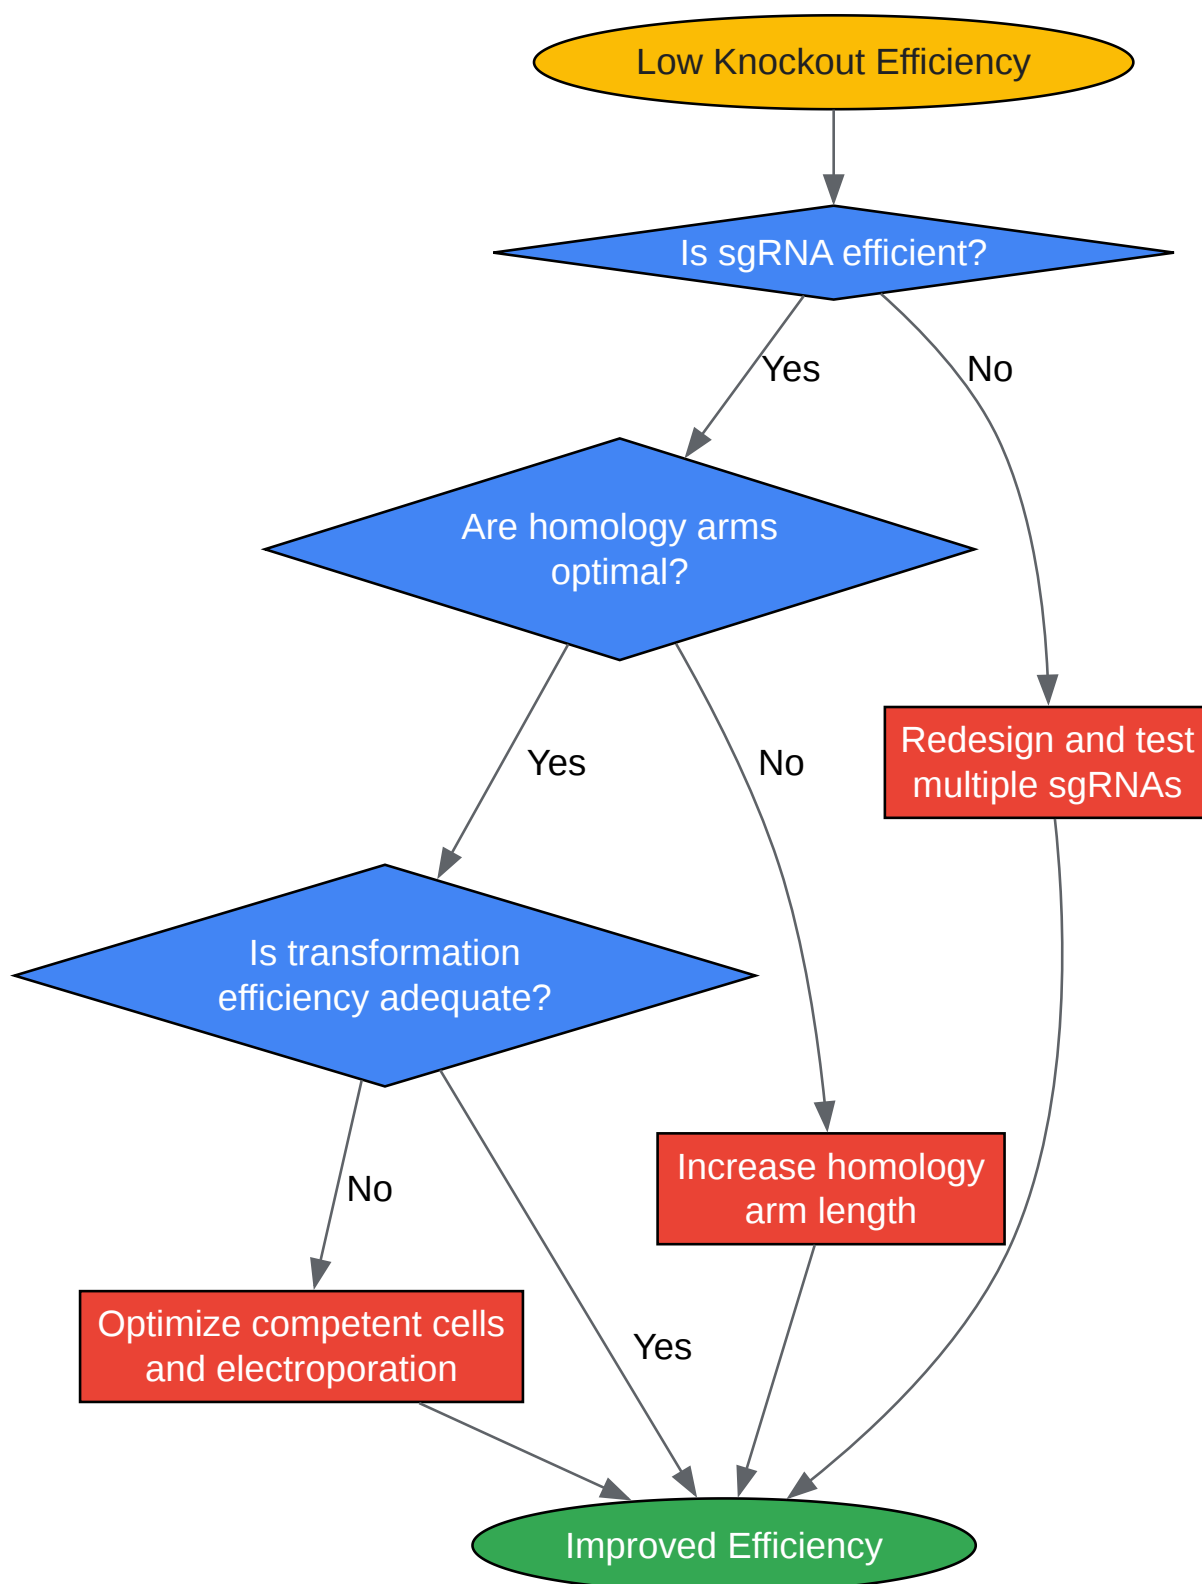 Low Knockout Efficiency
Is sgRNA efficient?
Yes
No
Are homology arms
optimal?
Redesign and test
multiple sgRNAs
Yes
No
Is transformation
efficiency adequate?
Increase homology
arm length
No
Optimize competent cells
and electroporation
Yes
Improved Efficiency